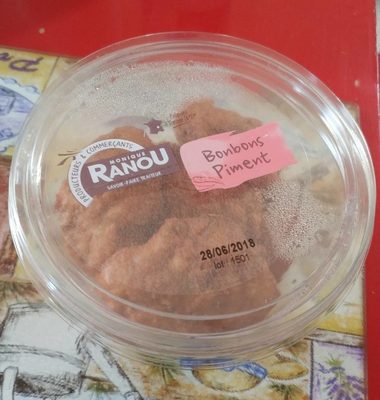 PRODUCTEURS & COMMERÇANTS
MONIQUE
RANOU
SAVOIR-FAIRE TRAITEUR
Bonbons
Piment
28/06/2018
lot : 1501